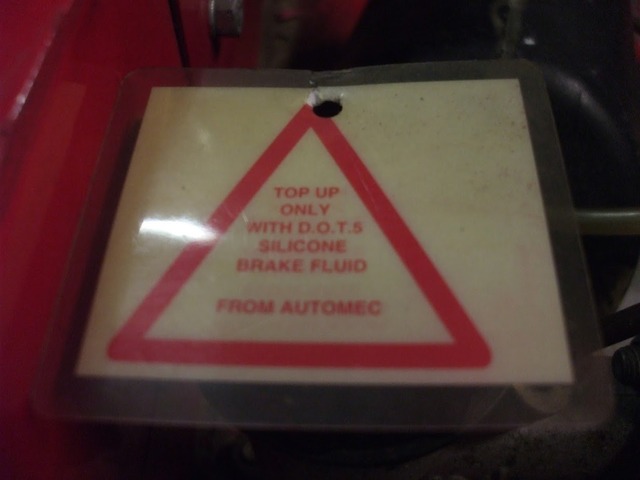 TOP UP
ONLY
WITH D.O.T.5
SILICONE
BRAKE FLUID
FROM AUTOMEC